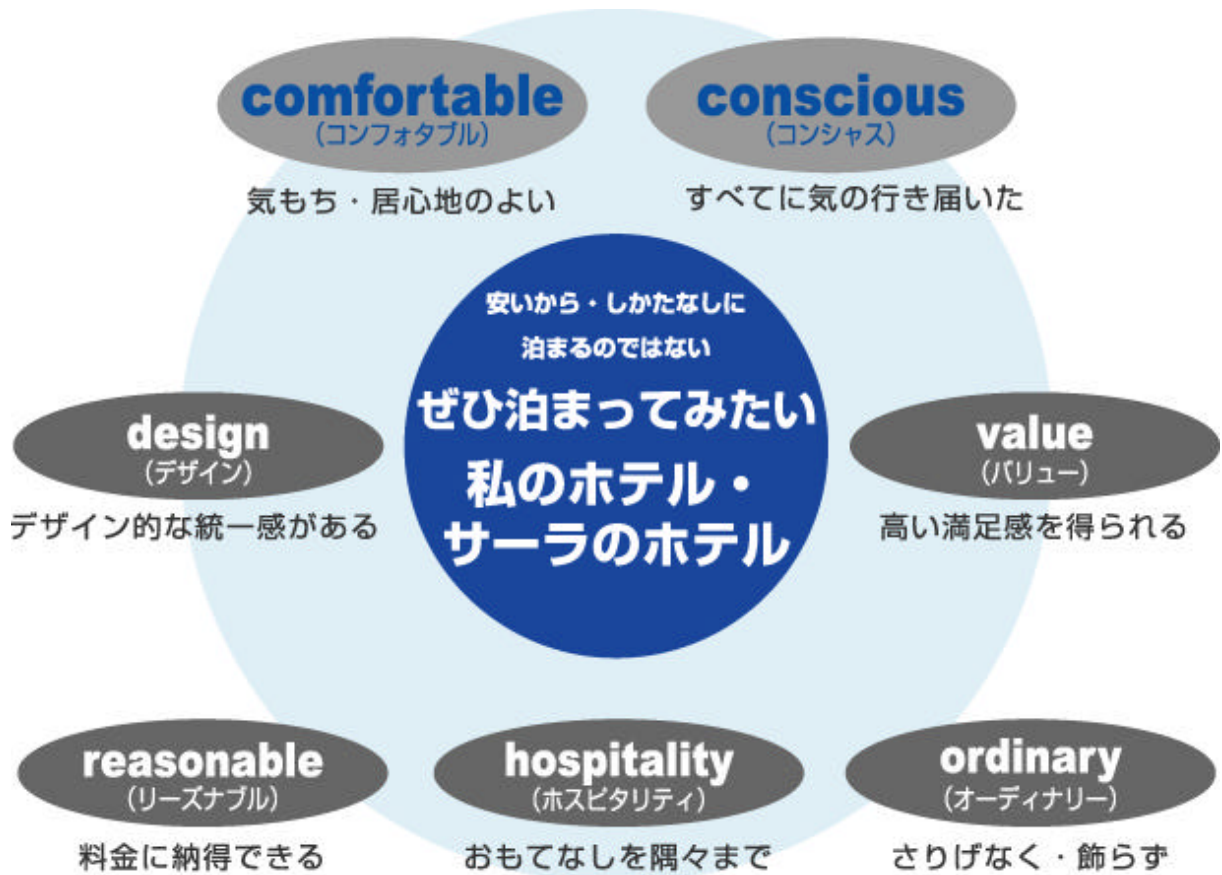 comfortable
(コンフォタブル)
気もち・居心地のよい
conscious
(コンシャス)
すべてに気の行き届いた
安いから・しかたなしに
泊まるのではない
ぜひ泊まってみたい
私のホテル・
サーラのホテル
design
(デザイン)
デザイン的な統一感がある
value
(バリュー)
高い満足感を得られる
reasonable
(リーズナブル)
料金に納得できる
hospitality
(ホスピタリティ)
おもてなしを隅々まで
ordinary
(オーディナリー)
さりげなく・飾らず